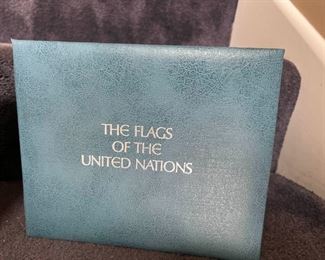 THE FLAGS
OF THE
UNITED NATIONS